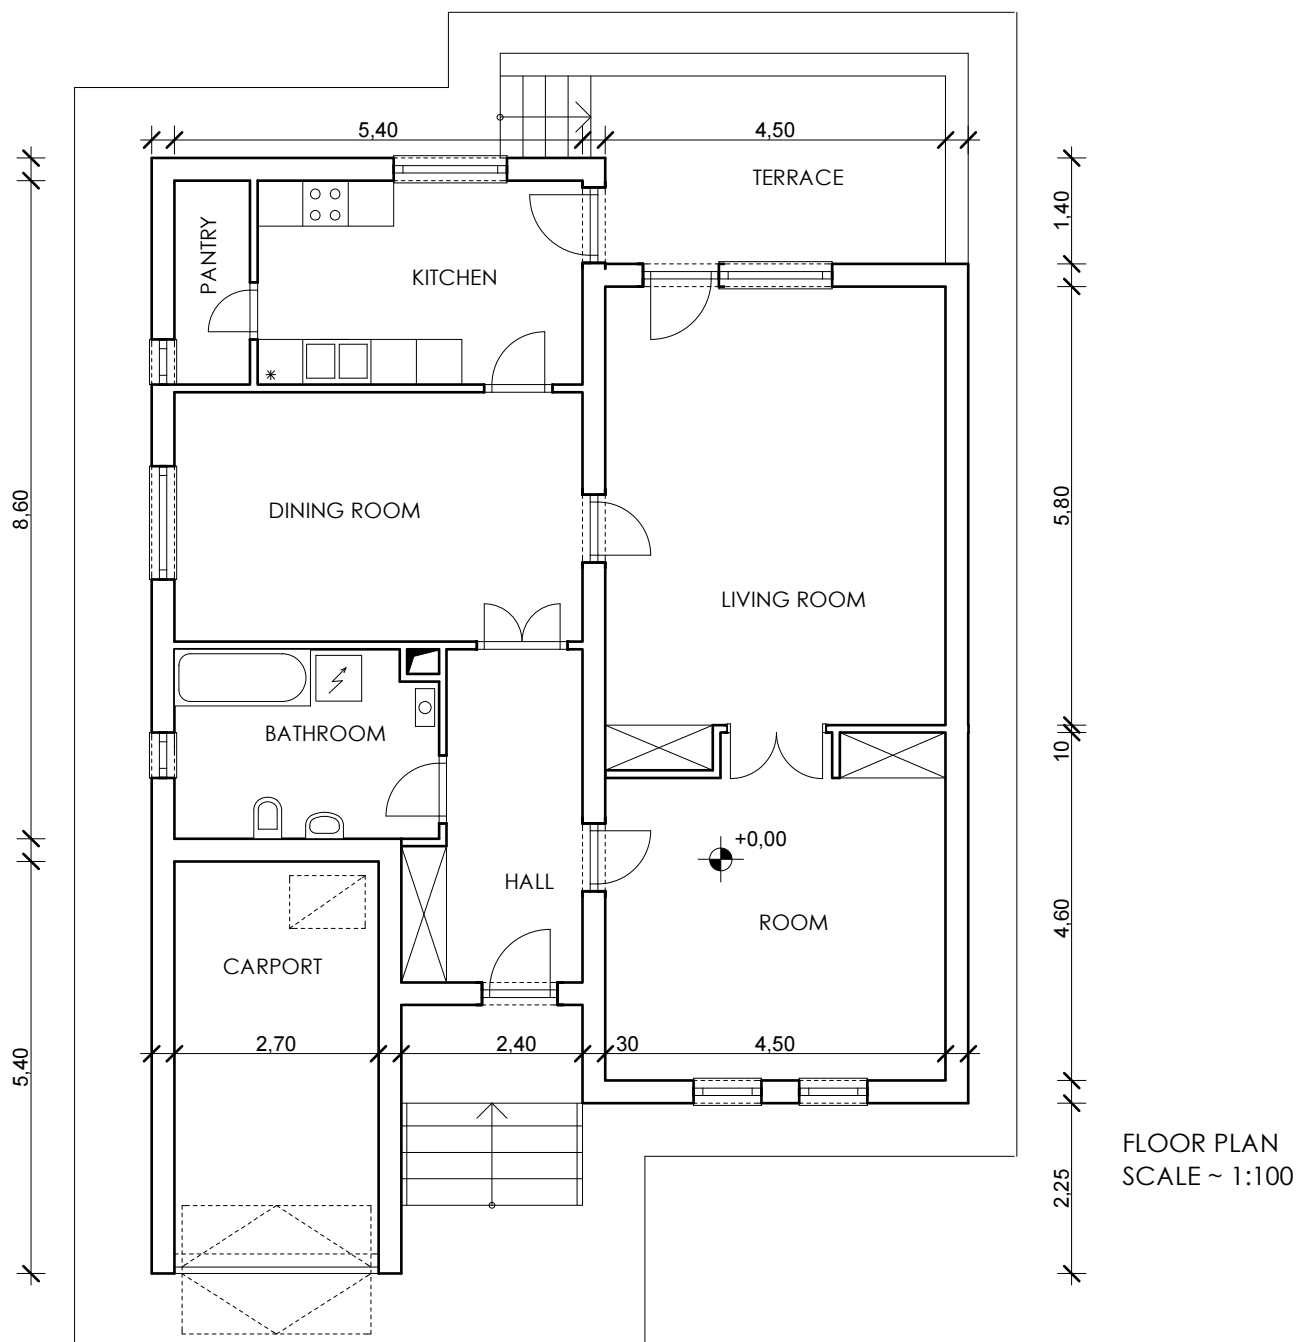 5,40
4,50
TERRACE
1,40
PANTRY
KITCHEN
8,60
DINING ROOM
5,80
LIVING ROOM
BATHROOM
10
+0,00
HALL
ROOM
4,60
CARPORT
2,70
2,40
30
4,50
5,40
2,25
FLOOR PLAN
SCALE ~ 1:100